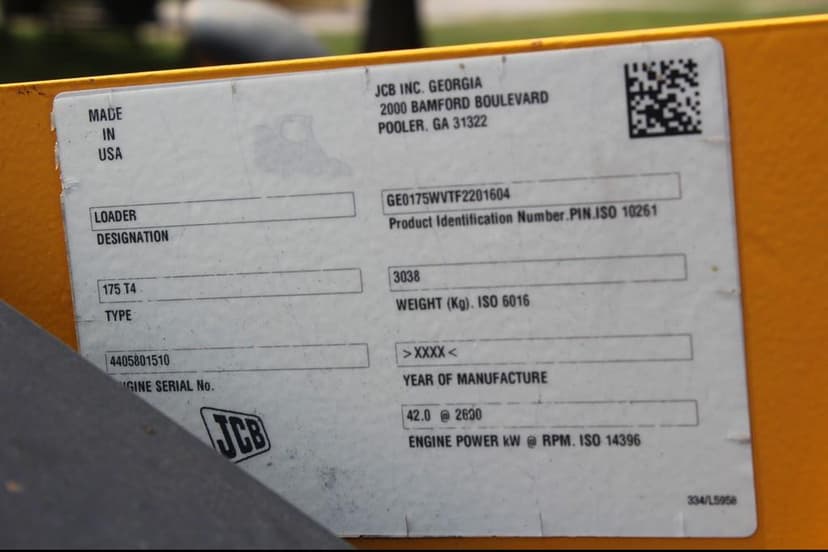 MADE
IN
USA
JCB INC. GEORGIA
2000 BAMFORD BOULEVARD
POOLER. GA 31322
LOADER
DESIGNATION
GE0175WVTF2201604
Product Identification Number.PIN.ISO 10261
175 T4
TYPE
3038
WEIGHT (Kg). ISO 6016
4405801510
GINE SERIAL No.
>XXXX<
YEAR OF MANUFACTURE
42.0 @ 2600
ENGINE POWER kW @ RPM. ISO 14396
JCB
334/L5958